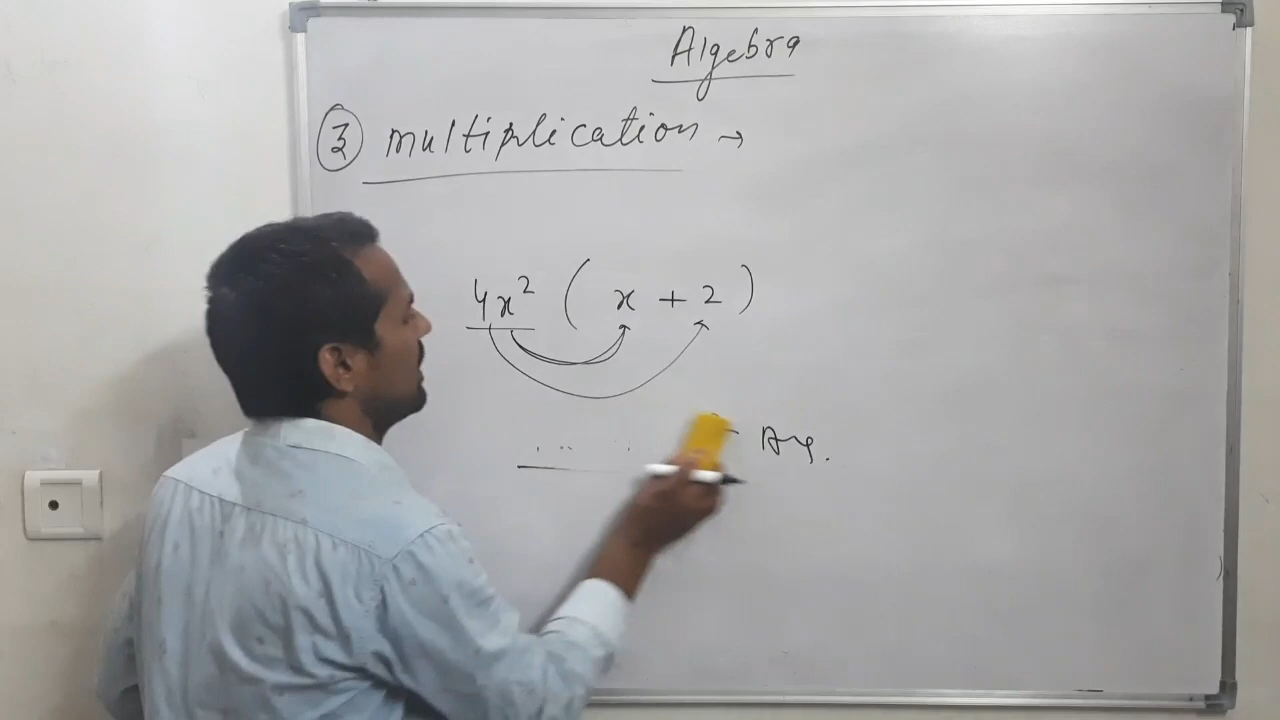 Algebra
③ multiplication →
4x² ( x + 2 )
Ans.